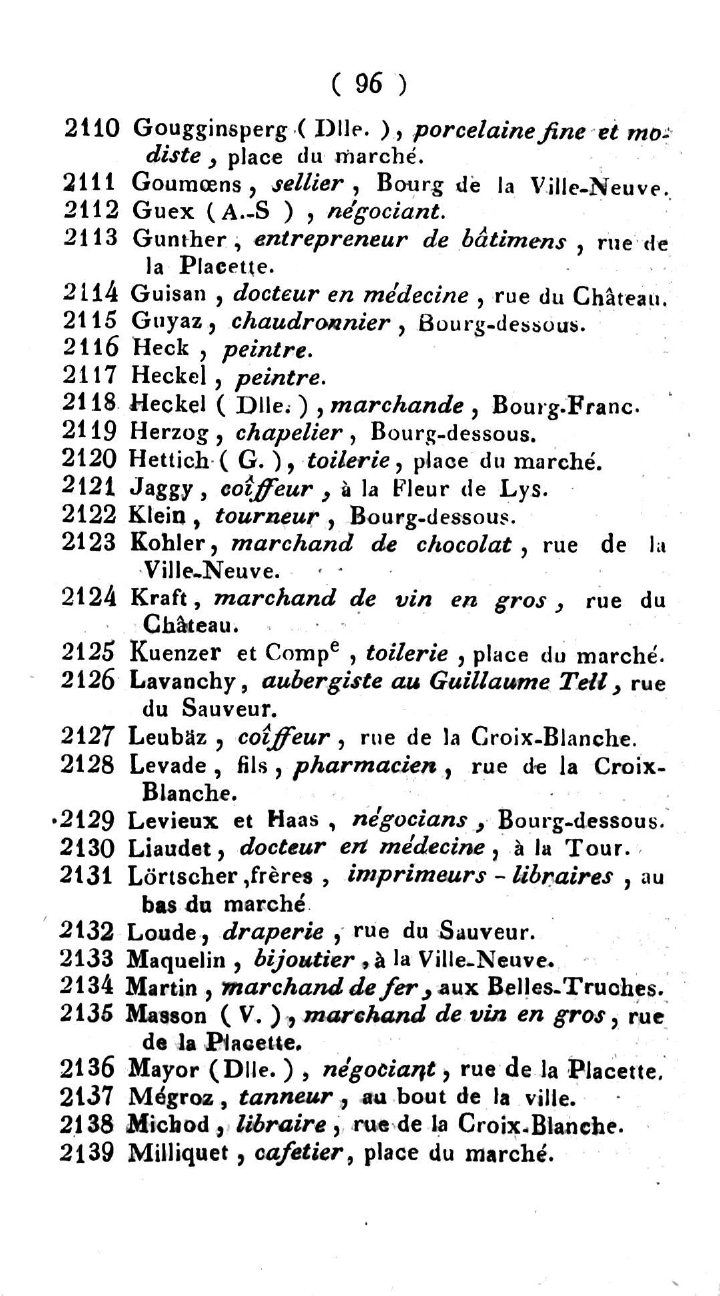 ( 96 )
2110 Gougginsperg ( Dlle. ), porcelaine fine et mo-
diste, place du marché.
2111 Goumœns, sellier, Bourg de la Ville-Neuve.
2112 Guex ( A.-S ) , négociant.
2113 Gunther, entrepreneur de bâtimens , rue de
la Placette.
2114 Guisan , docteur en médecine , rue du Château.
2115 Guyaz, chaudronnier , Bourg-dessous.
2116 Heck , peintre.
2117 Heckel , peintre.
2118 Heckel ( Dlle. ) , marchande , Bourg-Franc.
2119 Herzog , chapelier , Bourg-dessous.
2120 Hettich ( G. ), toilerie, place du marché.
2121 Jaggy , coîffeur , à la Fleur de Lys.
2122 Klein , tourneur , Bourg-dessous.
2123 Kohler, marchand de chocolat , rue de la
Ville-Neuve.
2124 Kraft , marchand de vin en gros , rue du
Château.
2125 Kuenzer et Compe , toilerie , place du marché.
2126 Lavanchy, aubergiste au Guillaume Tell , rue
du Sauveur.
2127 Leubäz , coîffeur , rue de la Croix-Blanche.
2128 Levade , fils , pharmacien , rue de la Croix-
Blanche.
2129 Levieux et Haas , négocians , Bourg-dessous.
2130 Liaudet , docteur en médecine , à la Tour.
2131 Lörtscher ,frères , imprimeurs - libraires , au
bas du marché
2132 Loude, draperie , rue du Sauveur.
2133 Maquelin , bijoutier , à la Ville-Neuve.
2134 Martin , marchand de fer , aux Belles-Truches.
2135 Masson ( V. ) , marchand de vin en gros , rue
de la Placette.
2136 Mayor (Dlle. ) , négociant , rue de la Placette.
2137 Mégroz , tanneur , au bout de la ville.
2138 Michod , libraire , rue de la Croix-Blanche.
2139 Milliquet , cafetier, place du marché.